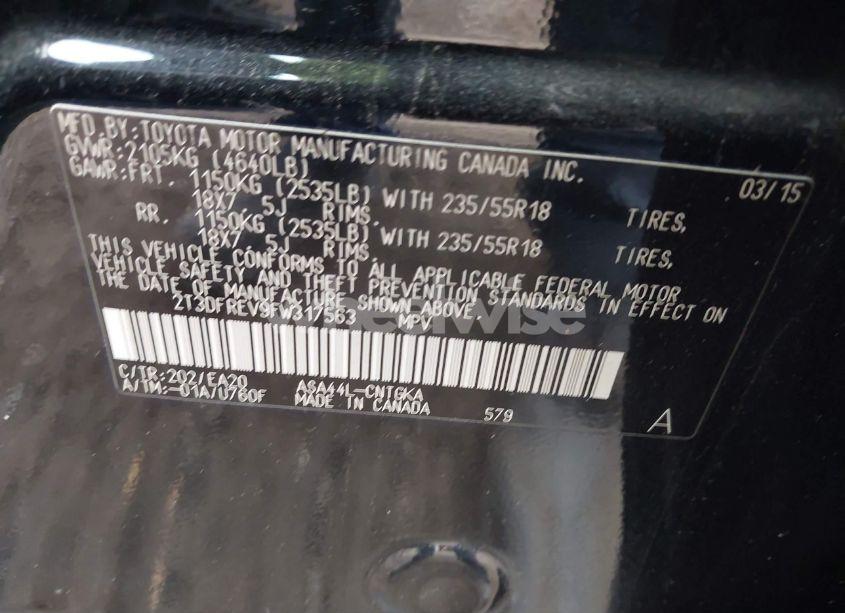 MFD.BY:TOYOTA MOTOR MANUFACTURING CANADA INC.
GVWR:2105KG (4640LB) 03/15
GAWR:FRT. 1150KG (2535LB) WITH 235/55R18 TIRES,
18X7 5J RIMS.
RR. 1150KG (2535LB) WITH 235/55R18 TIRES,
18X7 5J RIMS.
THIS VEHICLE CONFORMS TO ALL APPLICABLE FEDERAL MOTOR
VEHICLE SAFETY AND THEFT PREVENTION STANDARDS IN EFFECT ON
THE DATE OF MANUFACTURE SHOWN ABOVE.
2T3DFREV9FW317563 MPV
C/TR:202/EA20 ASA44L-CNTGKA
A/TM:-01A/U760F MADE IN CANADA 579 A